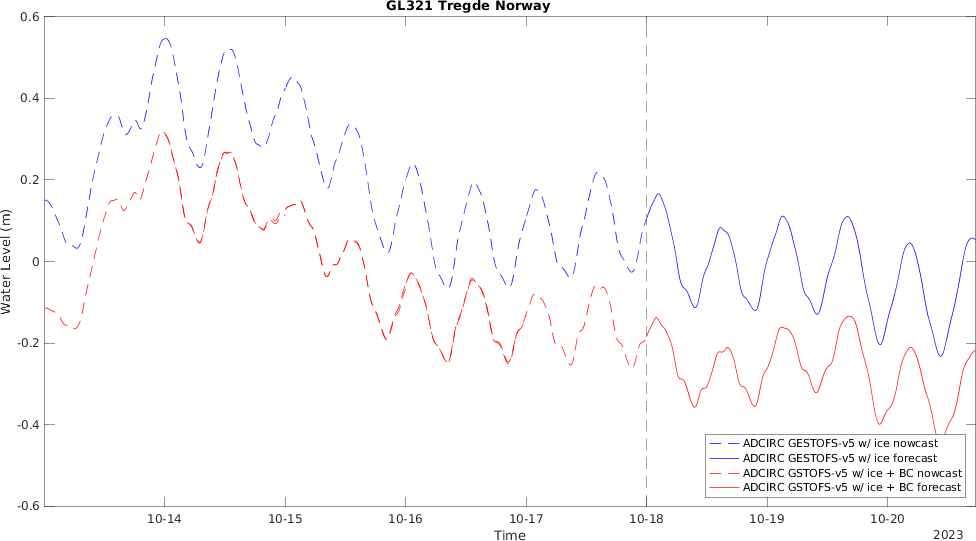 GL321 Tregde Norway
0.6
0.4
0.2
0
-0.2
-0.4
-0.6
Water Level (m)
ADCIRC GESTOFS-v5 w/ ice nowcast
ADCIRC GESTOFS-v5 w/ ice forecast
ADCIRC GSTOFS-v5 w/ ice + BC nowcast
ADCIRC GSTOFS-v5 w/ ice + BC forecast
10-14 10-15 10-16 10-17 10-18 10-19 10-20
Time
2023